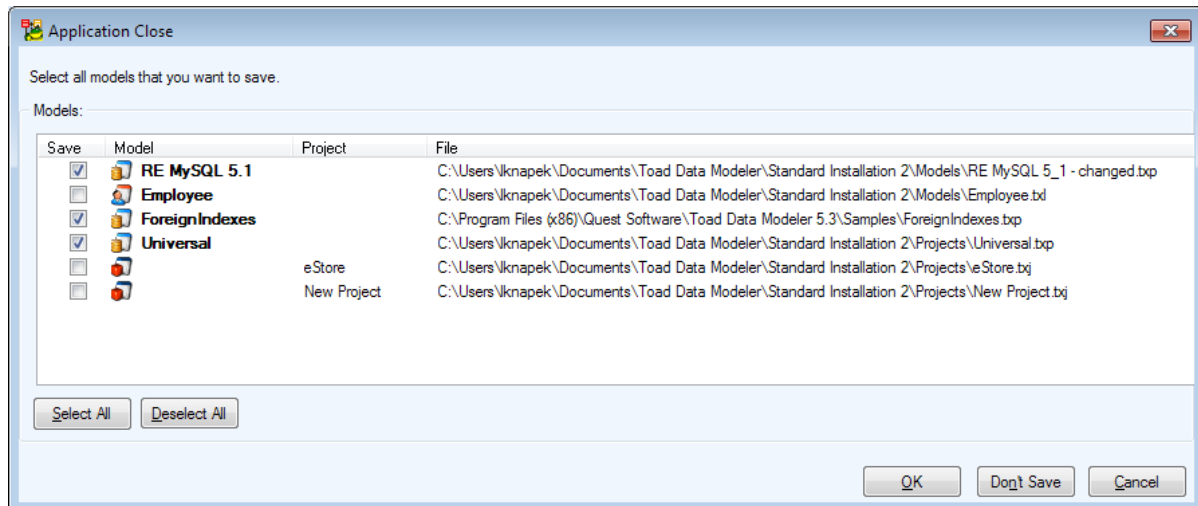 Application Close
Select all models that you want to save.
Models:
Save Model Project File
RE MySQL 5.1 C:\Users\lknapek\Documents\Toad Data Modeler\Standard Installation 2\Models\RE MySQL 5_1 - changed.txp
Employee C:\Users\lknapek\Documents\Toad Data Modeler\Standard Installation 2\Models\Employee.txl
ForeignIndexes C:\Program Files (x86)\Quest Software\Toad Data Modeler 5.3\Samples\ForeignIndexes.txp
Universal C:\Users\lknapek\Documents\Toad Data Modeler\Standard Installation 2\Projects\Universal.txp
eStore C:\Users\lknapek\Documents\Toad Data Modeler\Standard Installation 2\Projects\eStore.txj
New Project C:\Users\lknapek\Documents\Toad Data Modeler\Standard Installation 2\Projects\New Project.txj
Select All Deselect All
OK Don't Save Cancel